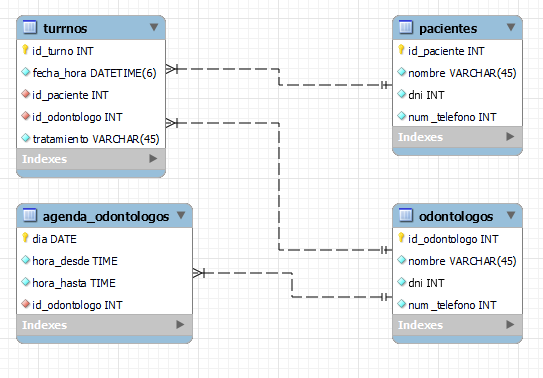 turrnos
id_turno INT
fecha_hora DATETIME(6)
id_paciente INT
id_odontologo INT
tratamiento VARCHAR(45)
Indexes
pacientes
id_paciente INT
nombre VARCHAR(45)
dni INT
num_telefono INT
Indexes
agenda_odontologos
dia DATE
hora_desde TIME
hora_hasta TIME
id_odontologo INT
Indexes
odontologos
id_odontologo INT
nombre VARCHAR(45)
dni INT
num_telefono INT
Indexes